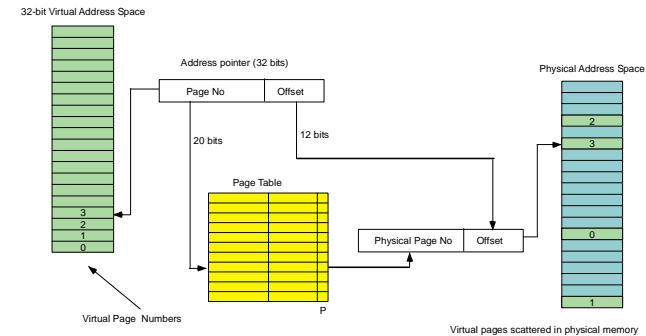 32-bit Virtual Address Space
Address pointer (32 bits)
Physical Address Space
Page No
Offset
2
20 bits
12 bits
3
Page Table
3
2
1
0
Physical Page No
Offset
0
P
1
Virtual Page Numbers
Virtual pages scattered in physical memory